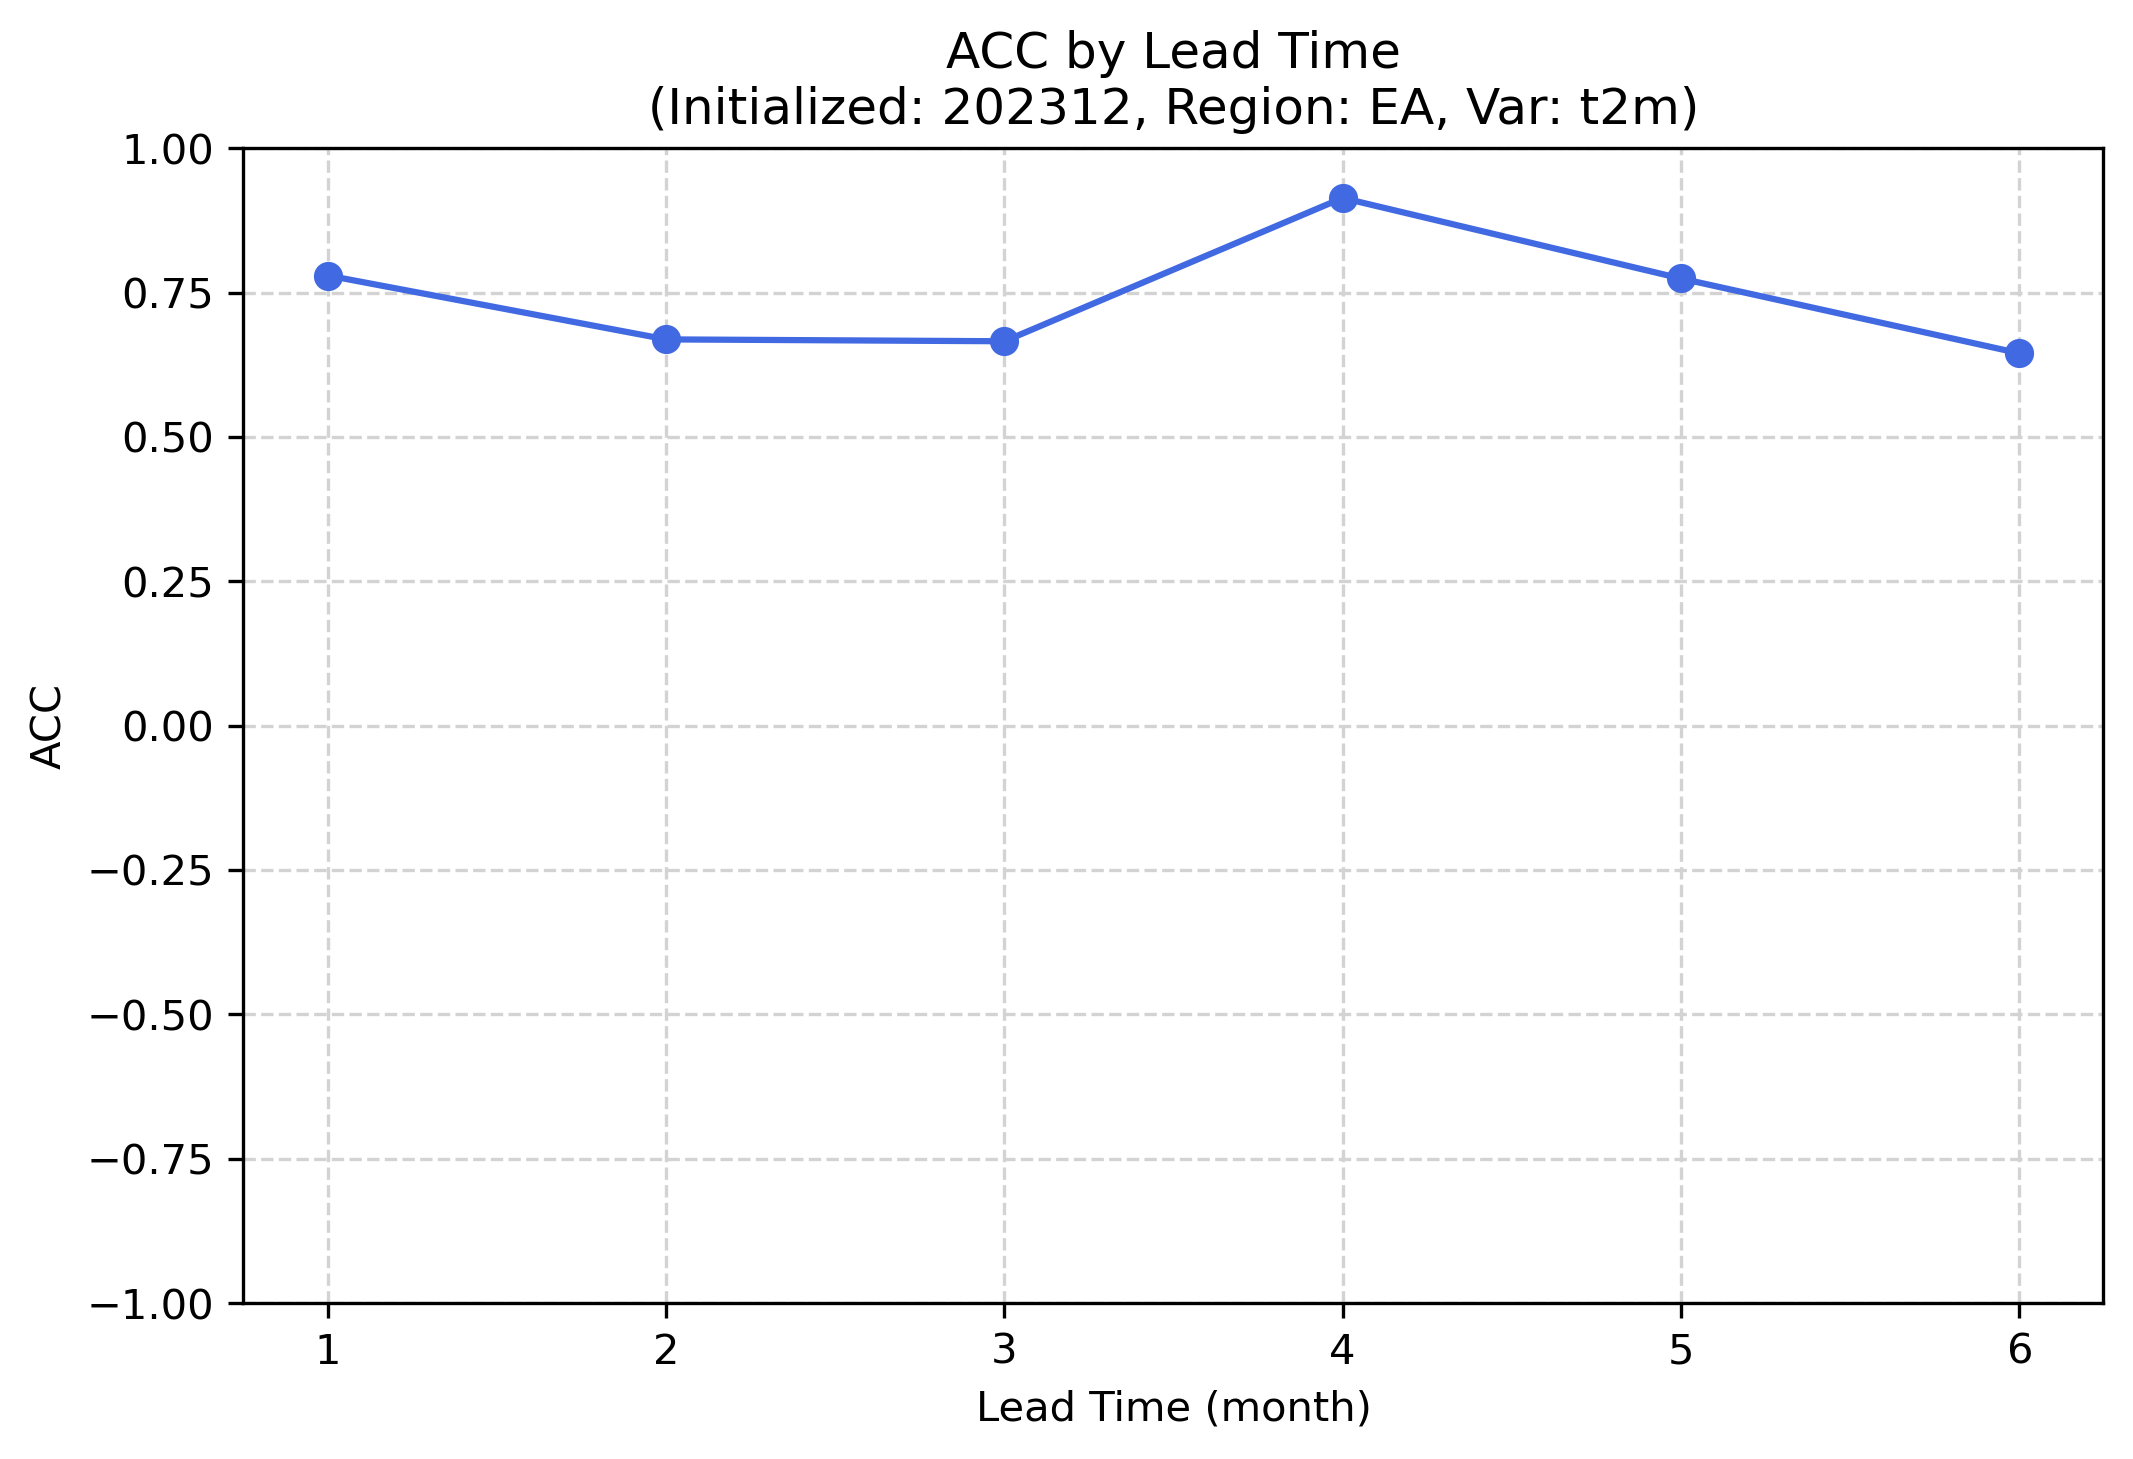 ACC by Lead Time
(Initialized: 202312, Region: EA, Var: t2m)
1.00
0.75
0.50
0.25
0.00
−0.25
−0.50
−0.75
−1.00
ACC
1 2 3 4 5 6
Lead Time (month)